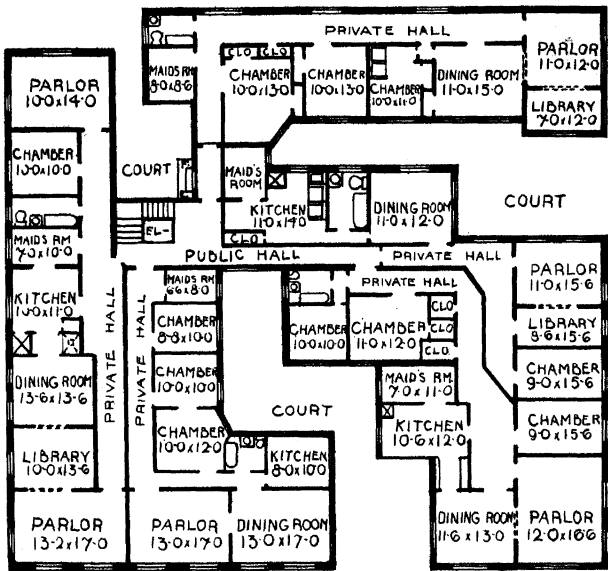 PRIVATE HALL
PARLOR
11·0x12·0
LIBRARY
7·0x12·0
MAIDS RM
8·0x8·6
CLO
CLO
CHAMBER
10·0x13·0
CHAMBER
10·0x13·0
CHAMBER
10·0x11·0
DINING ROOM
11·0x15·0
PARLOR
10·0x14·0
CHAMBER
COURT
MAID'S
ROOM
KITCHEN
11·0x14·0
DINING ROOM
11·0x12·0
COURT
MAIDS RM
7·3x10·0
EL-
CLO
PUBLIC HALL
PRIVATE HALL
KITCHEN
MAIDS RM
6·6x8·0
CHAMBER
8·8x10·0
CHAMBER
10·0x10·0
CHAMBER
10·0x12·0
PRIVATE HALL
PRIVATE HALL
DINING ROOM
13·6x13·6
LIBRARY
10·0x13·6
PARLOR
13·2x17·0
PARLOR
13·0x17·0
DINING ROOM
13·0x17·0
KITCHEN
8·0x10·0
COURT
PRIVATE HALL
CHAMBER
10·0x10·0
CHAMBER
11·0x12·0
CLO
CLO
CLO
MAID'S RM
7·0x11·0
KITCHEN
10·6x12·0
DINING ROOM
11·6x13·0
PARLOR
11·0x15·6
LIBRARY
8·6x15·6
CHAMBER
9·0x15·6
CHAMBER
9·0x15·6
PARLOR
12·0x16·6